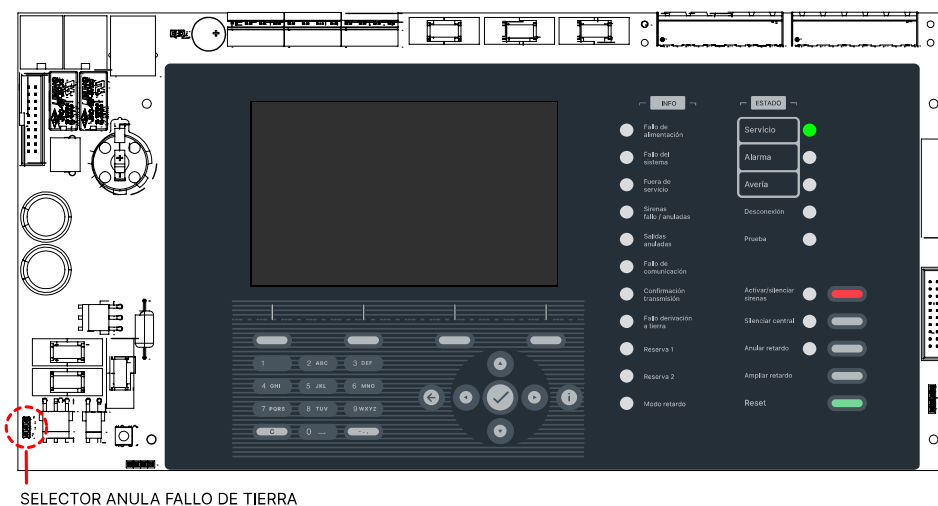 INFO
ESTADO
Fallo de
alimentación
Fallo del
sistema
Fuera de
servicio
Sirenas
fallo / anuladas
Salidas
anuladas
Fallo de
comunicación
Confirmación
transmisión
Fallo derivación
a tierra
Reserva 1
Reserva 2
Modo retardo
Servicio
Alarma
Avería
Desconexión
Prueba
Activar/silenciar
sirenas
Silenciar central
Anular retardo
Ampliar retardo
Reset
1
2 ABC
3 DEF
4 GHI
5 JKL
6 MNO
7 PQRS
8 TUV
9 WXYZ
C
0
i
SELECTOR ANULA FALLO DE TIERRA